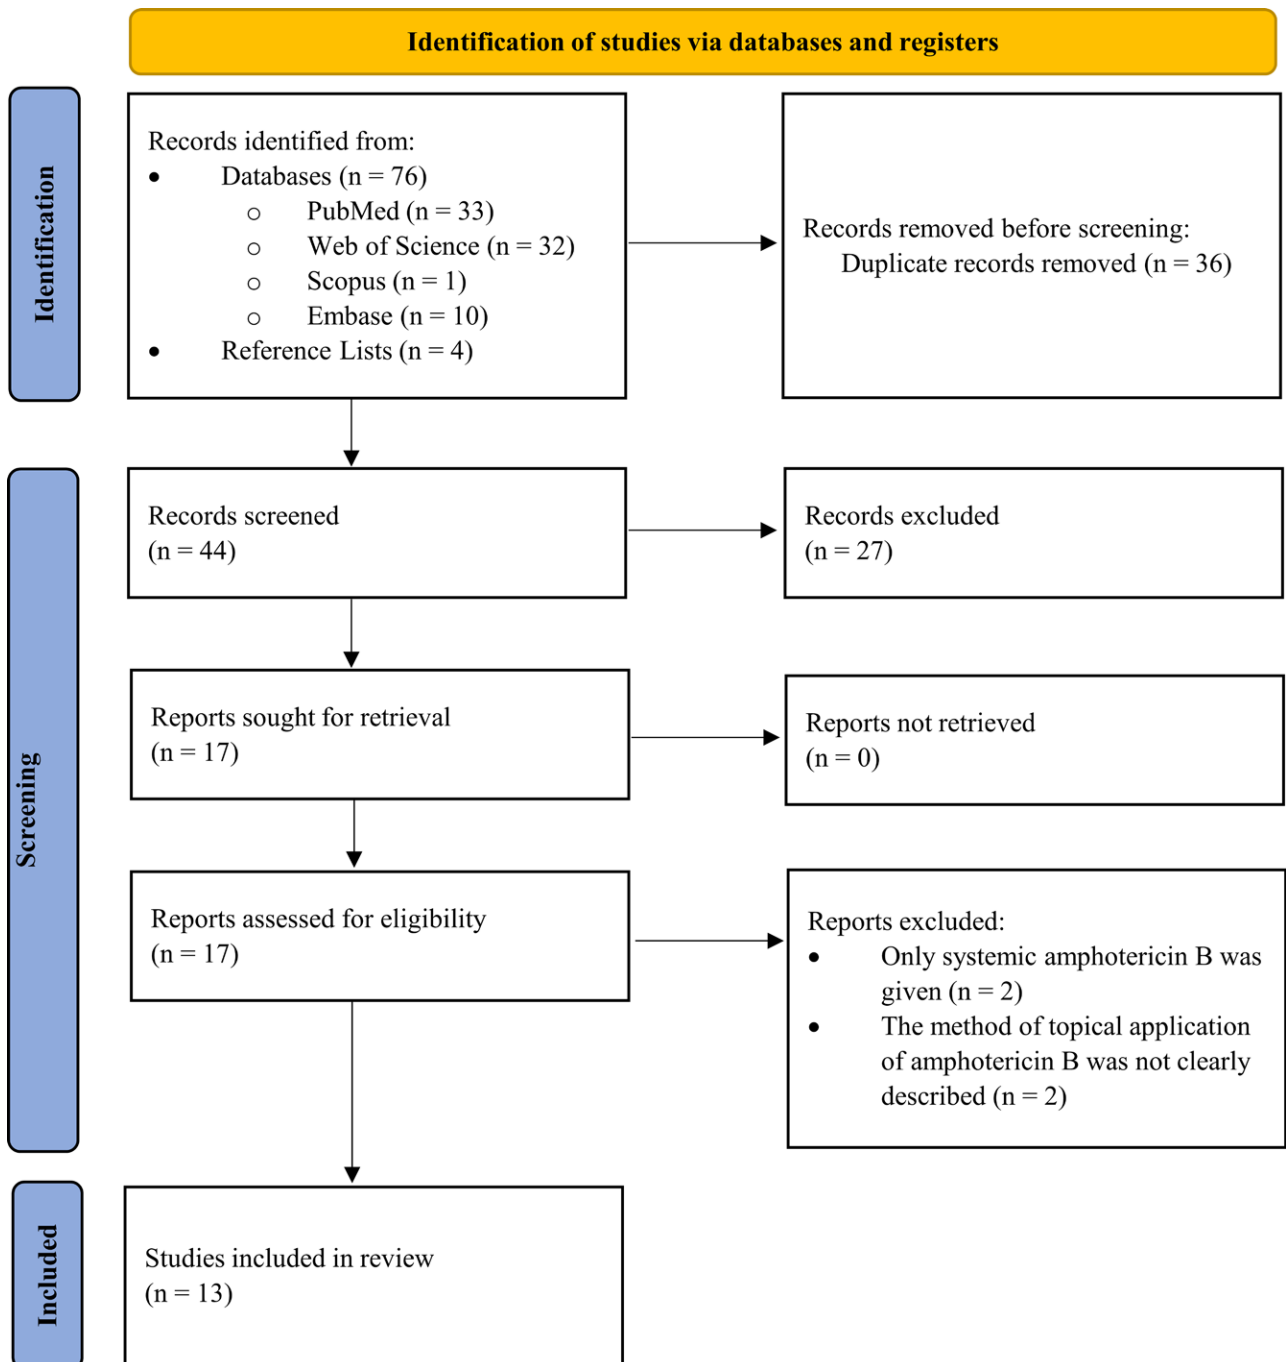 Identification of studies via databases and registers
Identification
Records identified from:
• Databases (n = 76)
o PubMed (n = 33)
o Web of Science (n = 32)
o Scopus (n = 1)
o Embase (n = 10)
• Reference Lists (n = 4)
Records removed before screening:
Duplicate records removed (n = 36)
Screening
Records screened
(n = 44)
Records excluded
(n = 27)
Reports sought for retrieval
(n = 17)
Reports not retrieved
(n = 0)
Reports assessed for eligibility
(n = 17)
Reports excluded:
• Only systemic amphotericin B was
given (n = 2)
• The method of topical application
of amphotericin B was not clearly
described (n = 2)
Included
Studies included in review
(n = 13)